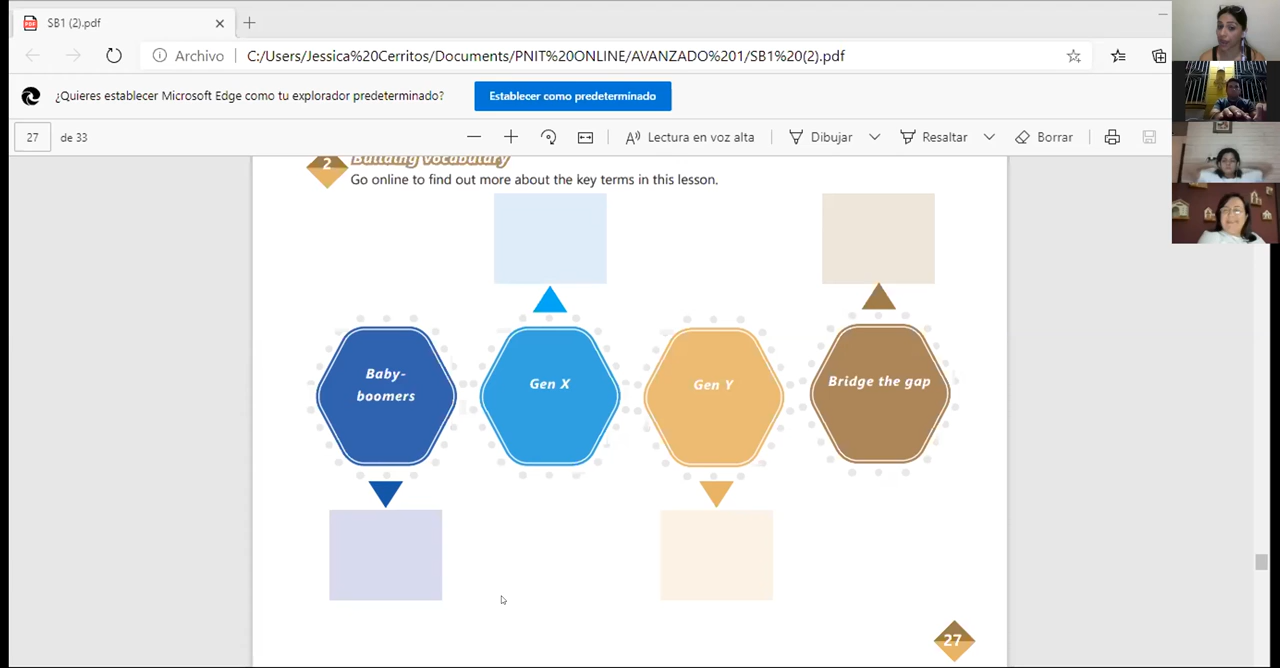 SB1 (2).pdf
Archivo
C:/Users/Jessica%20Cerritos/Documents/PNIT%20ONLINE/AVANZADO%201/SB1%20(2).pdf
¿Quieres establecer Microsoft Edge como tu explorador predeterminado?
Establecer como predeterminado
27 de 33
Lectura en voz alta
Dibujar
Resaltar
Borrar
2 Building Vocabulary
Go online to find out more about the key terms in this lesson.
Baby-
boomers
Gen X
Gen Y
Bridge the gap
27